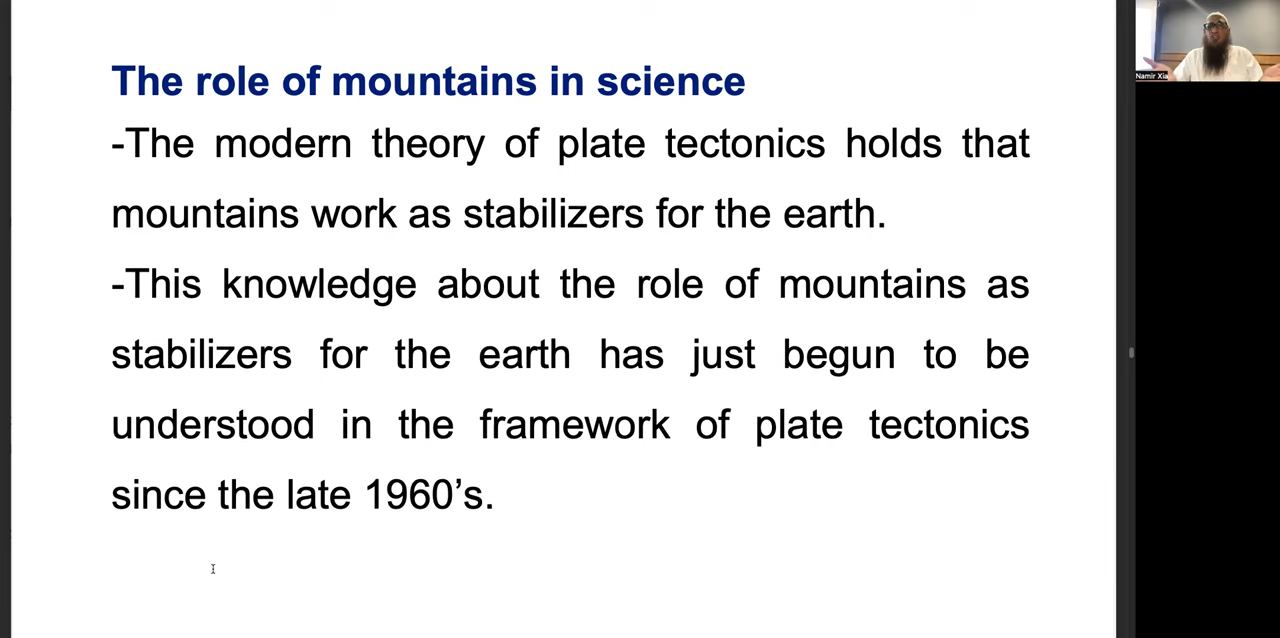 The role of mountains in science
-The modern theory of plate tectonics holds that
mountains work as stabilizers for the earth.
-This knowledge about the role of mountains as
stabilizers for the earth has just begun to be
understood in the framework of plate tectonics
since the late 1960’s.
Namir Xia